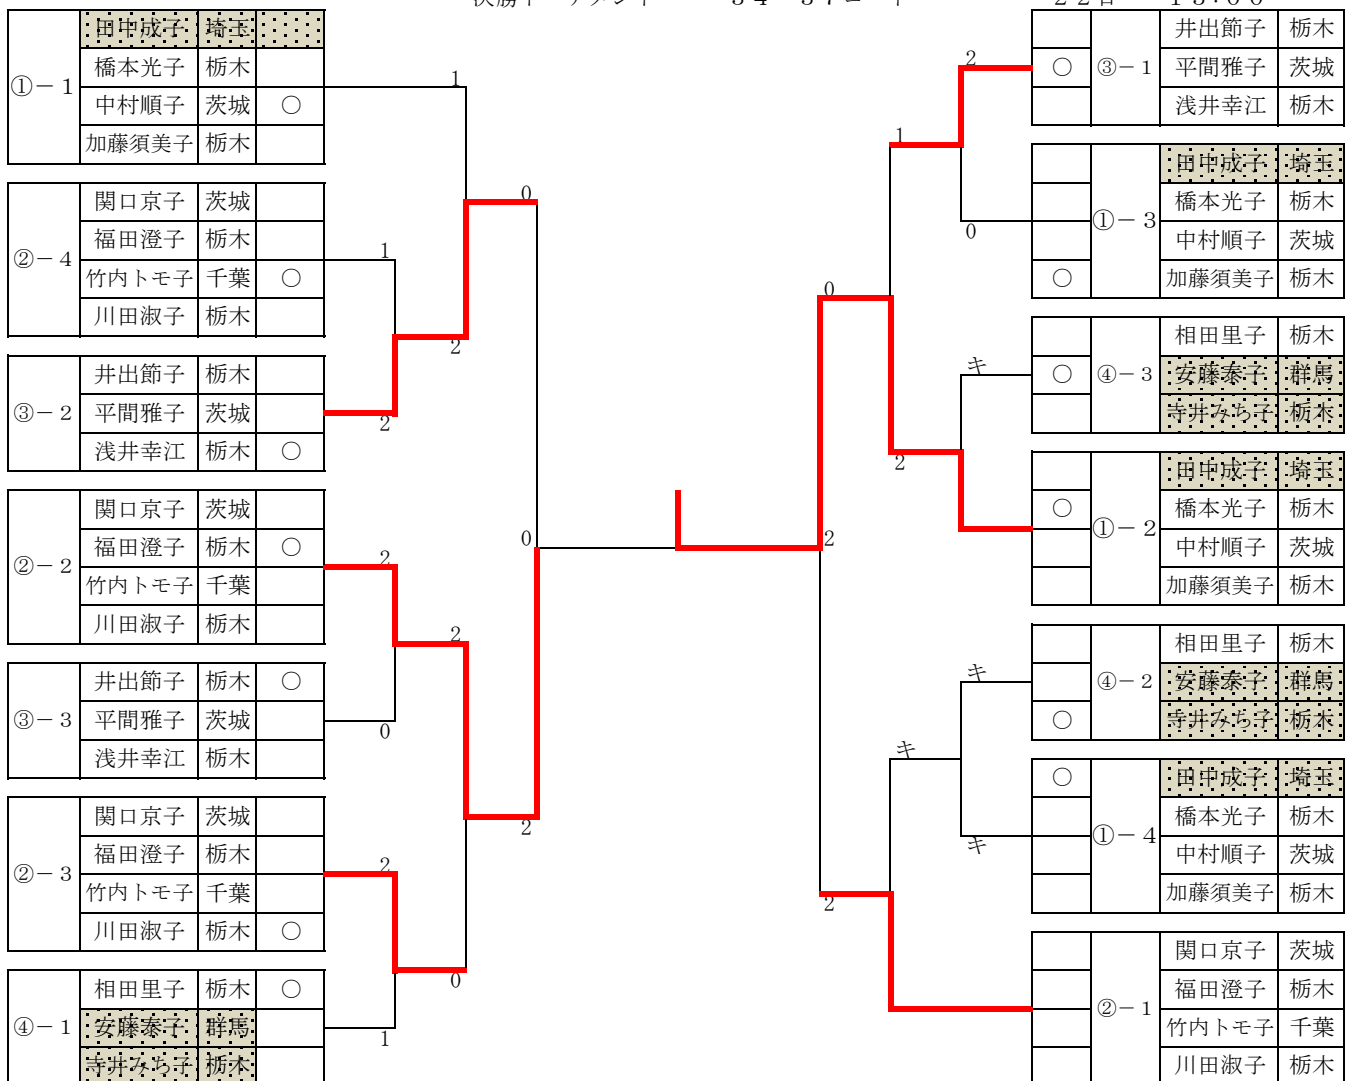 ①－1
田中成子 埼玉
橋本光子 栃木
中村順子 茨城 ○
加藤須美子 栃木
②－4
関口京子 茨城
福田澄子 栃木
竹内トモ子 千葉 ○
川田淑子 栃木
③－2
井出節子 栃木
平間雅子 茨城
浅井幸江 栃木 ○
②－2
関口京子 茨城
福田澄子 栃木 ○
竹内トモ子 千葉
川田淑子 栃木
③－3
井出節子 栃木 ○
平間雅子 茨城
浅井幸江 栃木
②－3
関口京子 茨城
福田澄子 栃木
竹内トモ子 千葉
川田淑子 栃木 ○
④－1
相田里子 栃木 ○
安藤泰子 群馬
寺井みち子 栃木
1
1
2
2
0
2
0
2
1
2
0
0
2
0
2
1
2
0
2
2
0
1
キ
2
キ
キ
キ
2
③－1
井出節子 栃木
○ 平間雅子 茨城
浅井幸江 栃木
①－3
田中成子 埼玉
橋本光子 栃木
中村順子 茨城
○ 加藤須美子 栃木
④－3
相田里子 栃木
○ 安藤泰子 群馬
寺井みち子 栃木
①－2
田中成子 埼玉
○ 橋本光子 栃木
中村順子 茨城
加藤須美子 栃木
④－2
相田里子 栃木
安藤泰子 群馬
○ 寺井みち子 栃木
①－4
○ 田中成子 埼玉
橋本光子 栃木
中村順子 茨城
加藤須美子 栃木
②－1
関口京子 茨城
福田澄子 栃木
竹内トモ子 千葉
川田淑子 栃木